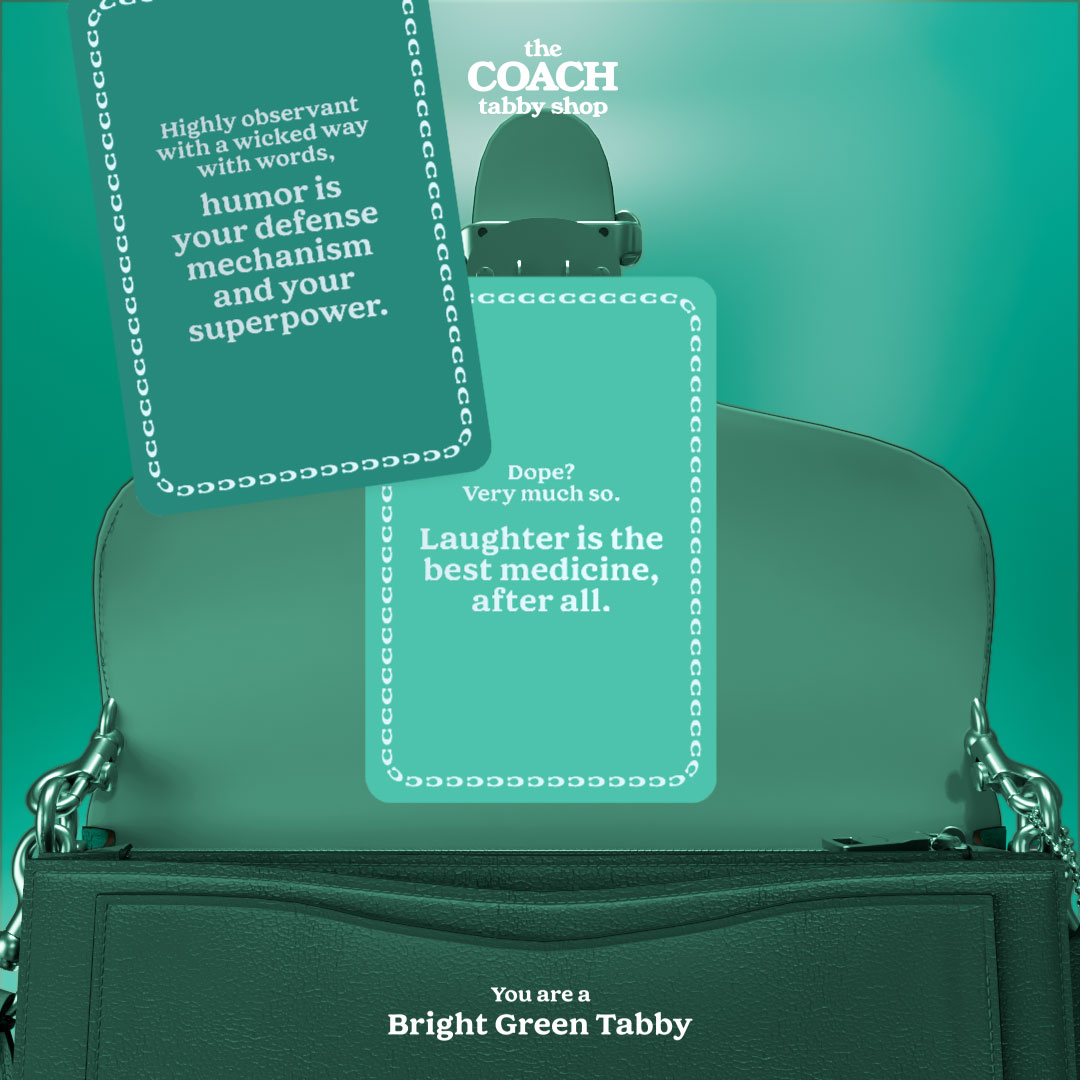 the
COACH
tabby shop
Highly observant
with a wicked way
with words,
humor is
your defense
mechanism
and your
superpower.
Dope?
Very much so.
Laughter is the
best medicine,
after all.
You are a
Bright Green Tabby